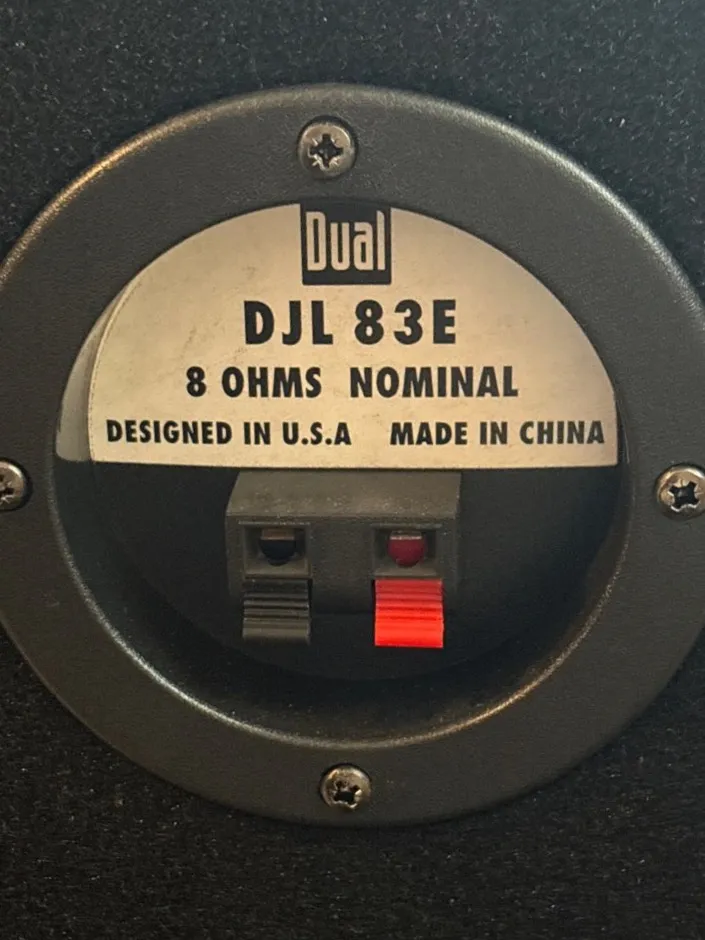 Dual
DJL 83E
8 OHMS NOMINAL
DESIGNED IN U.S.A MADE IN CHINA